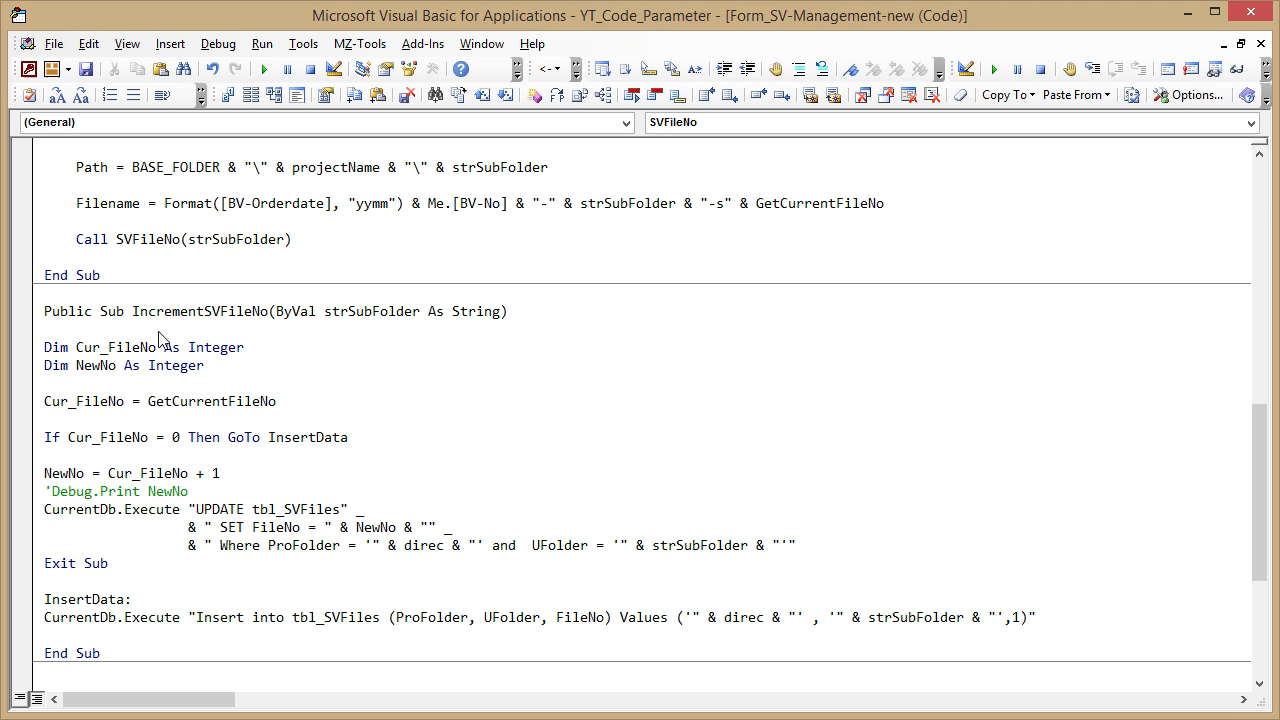 Microsoft Visual Basic for Applications - YT_Code_Parameter - [Form_SV-Management-new (Code)]
File Edit View Insert Debug Run Tools MZ-Tools Add-Ins Window Help
Copy To Paste From Options...
(General) SVFileNo
Path = BASE_FOLDER & "\" & projectName & "\" & strSubFolder
Filename = Format([BV-Orderdate], "yymm") & Me.[BV-No] & "-" & strSubFolder & "-s" & GetCurrentFileNo
Call SVFileNo(strSubFolder)
End Sub
Public Sub IncrementSVFileNo(ByVal strSubFolder As String)
Dim Cur_FileNo As Integer
Dim NewNo As Integer
Cur_FileNo = GetCurrentFileNo
If Cur_FileNo = 0 Then GoTo InsertData
NewNo = Cur_FileNo + 1
'Debug.Print NewNo
CurrentDb.Execute "UPDATE tbl_SVFiles" _
& " SET FileNo = " & NewNo & "" _
& " Where ProFolder = '" & direc & "' and  UFolder = '" & strSubFolder & "'"
Exit Sub
InsertData:
CurrentDb.Execute "Insert into tbl_SVFiles (ProFolder, UFolder, FileNo) Values ('" & direc & "' , '" & strSubFolder & "',1)"
End Sub